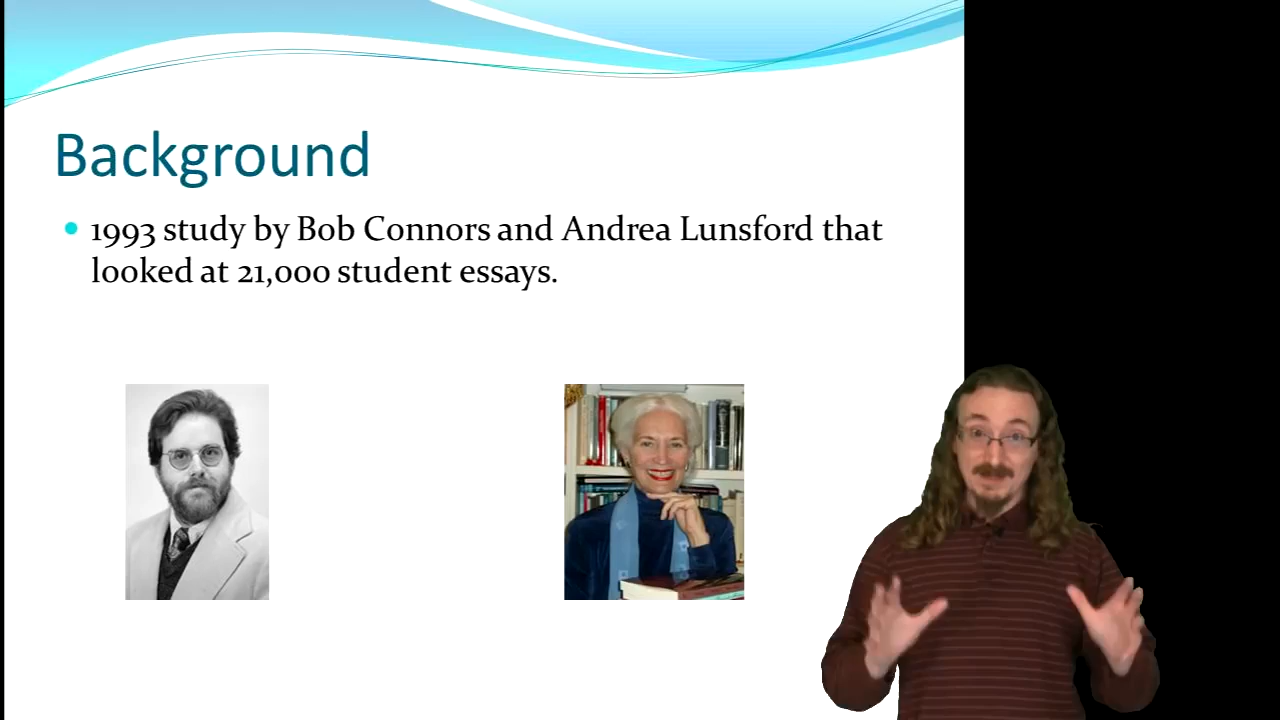 Background
1993 study by Bob Connors and Andrea Lunsford that
looked at 21,000 student essays.